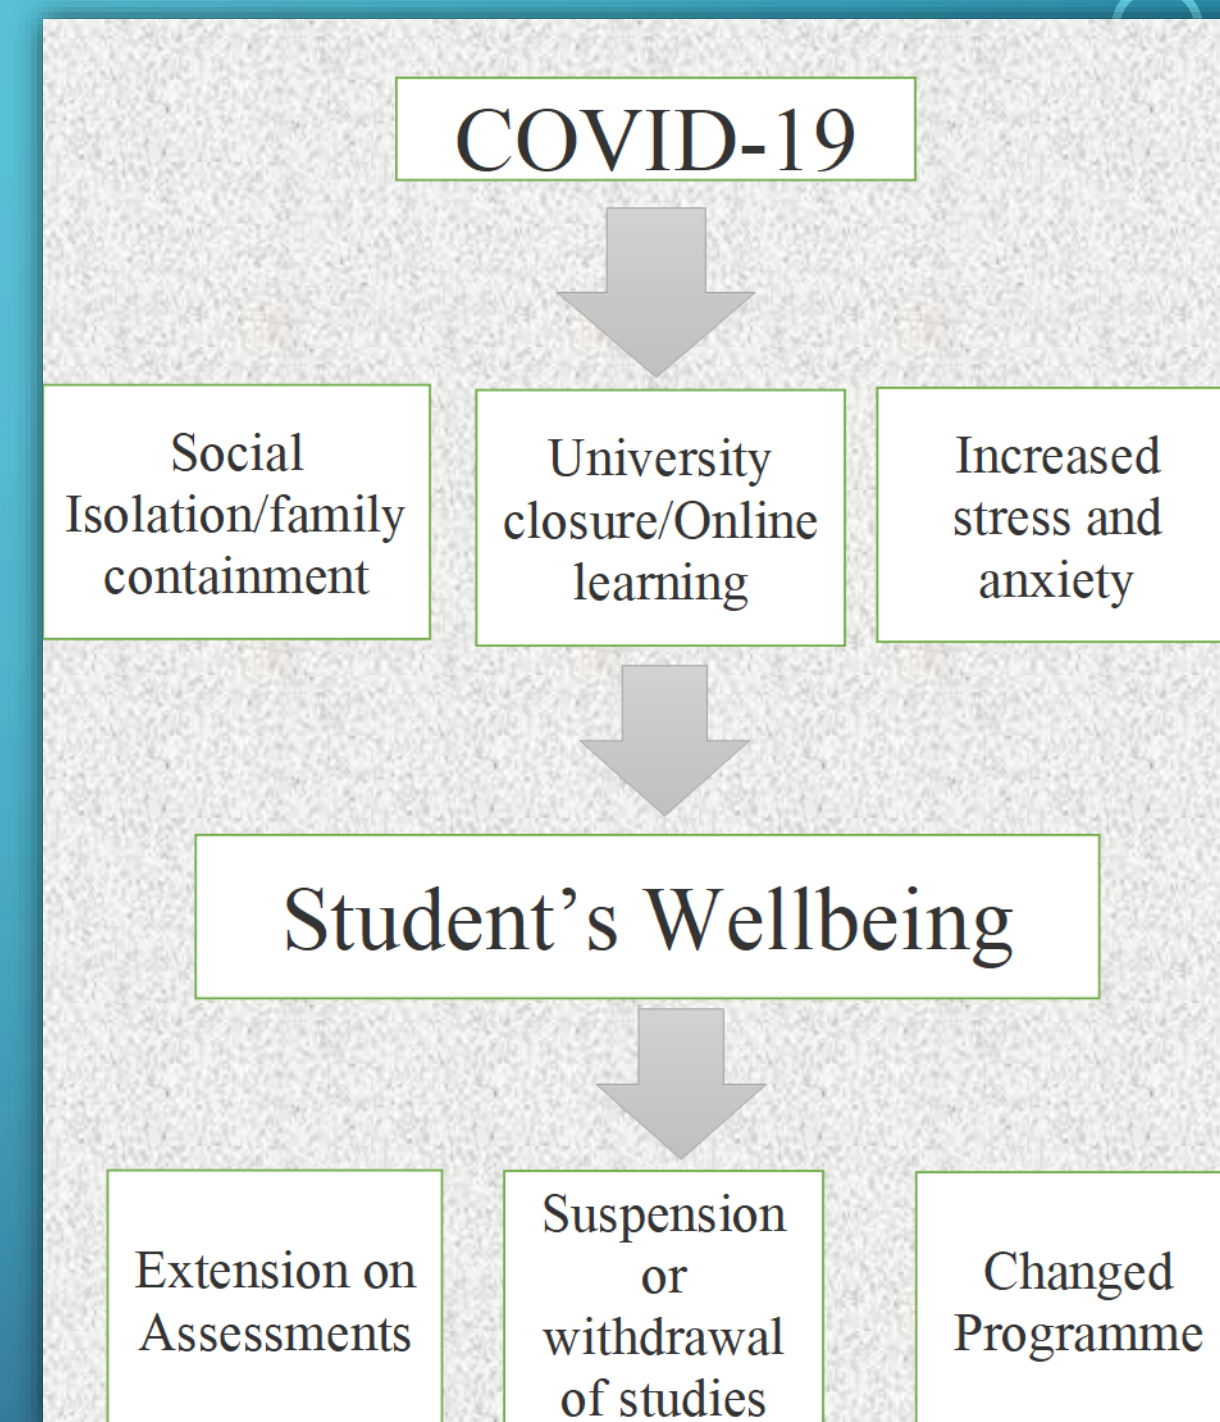 COVID-19
Social
Isolation/family
containment
University
closure/Online
learning
Increased
stress and
anxiety
Student’s Wellbeing
Extension on
Assessments
Suspension
or
withdrawal
of studies
Changed
Programme